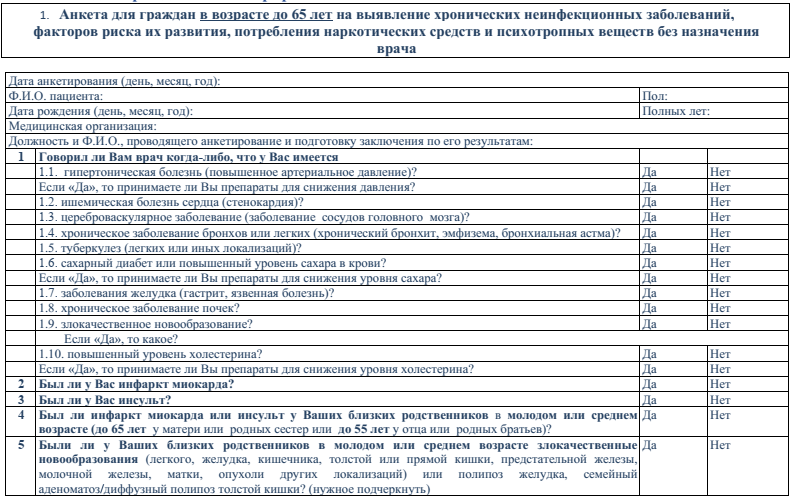 1. Анкета для граждан в возрасте до 65 лет на выявление хронических неинфекционных заболеваний,
факторов риска их развития, потребления наркотических средств и психотропных веществ без назначения
врача
Дата анкетирования (день, месяц, год):
Ф.И.О. пациента: Пол:
Дата рождения (день, месяц, год): Полных лет:
Медицинская организация:
Должность и Ф.И.О., проводящего анкетирование и подготовку заключения по его результатам:
1 Говорил ли Вам врач когда-либо, что у Вас имеется
1.1. гипертоническая болезнь (повышенное артериальное давление)? Да Нет
Если «Да», то принимаете ли Вы препараты для снижения давления? Да Нет
1.2. ишемическая болезнь сердца (стенокардия)? Да Нет
1.3. цереброваскулярное заболевание (заболевание сосудов головного мозга)? Да Нет
1.4. хроническое заболевание бронхов или легких (хронический бронхит, эмфизема, бронхиальная астма)? Да Нет
1.5. туберкулез (легких или иных локализаций)? Да Нет
1.6. сахарный диабет или повышенный уровень сахара в крови? Да Нет
Если «Да», то принимаете ли Вы препараты для снижения уровня сахара? Да Нет
1.7. заболевания желудка (гастрит, язвенная болезнь)? Да Нет
1.8. хроническое заболевание почек? Да Нет
1.9. злокачественное новообразование? Да Нет
Если «Да», то какое?
1.10. повышенный уровень холестерина? Да Нет
Если «Да», то принимаете ли Вы препараты для снижения уровня холестерина? Да Нет
2 Был ли у Вас инфаркт миокарда? Да Нет
3 Был ли у Вас инсульт? Да Нет
4 Был ли инфаркт миокарда или инсульт у Ваших близких родственников в молодом или среднем Да Нет
возрасте (до 65 лет у матери или родных сестер или до 55 лет у отца или родных братьев)?
5 Были ли у Ваших близких родственников в молодом или среднем возрасте злокачественные Да Нет
новообразования (легкого, желудка, кишечника, толстой или прямой кишки, предстательной железы,
молочной железы, матки, опухоли других локализаций) или полипоз желудка, семейный
аденоматоз/диффузный полипоз толстой кишки? (нужное подчеркнуть)